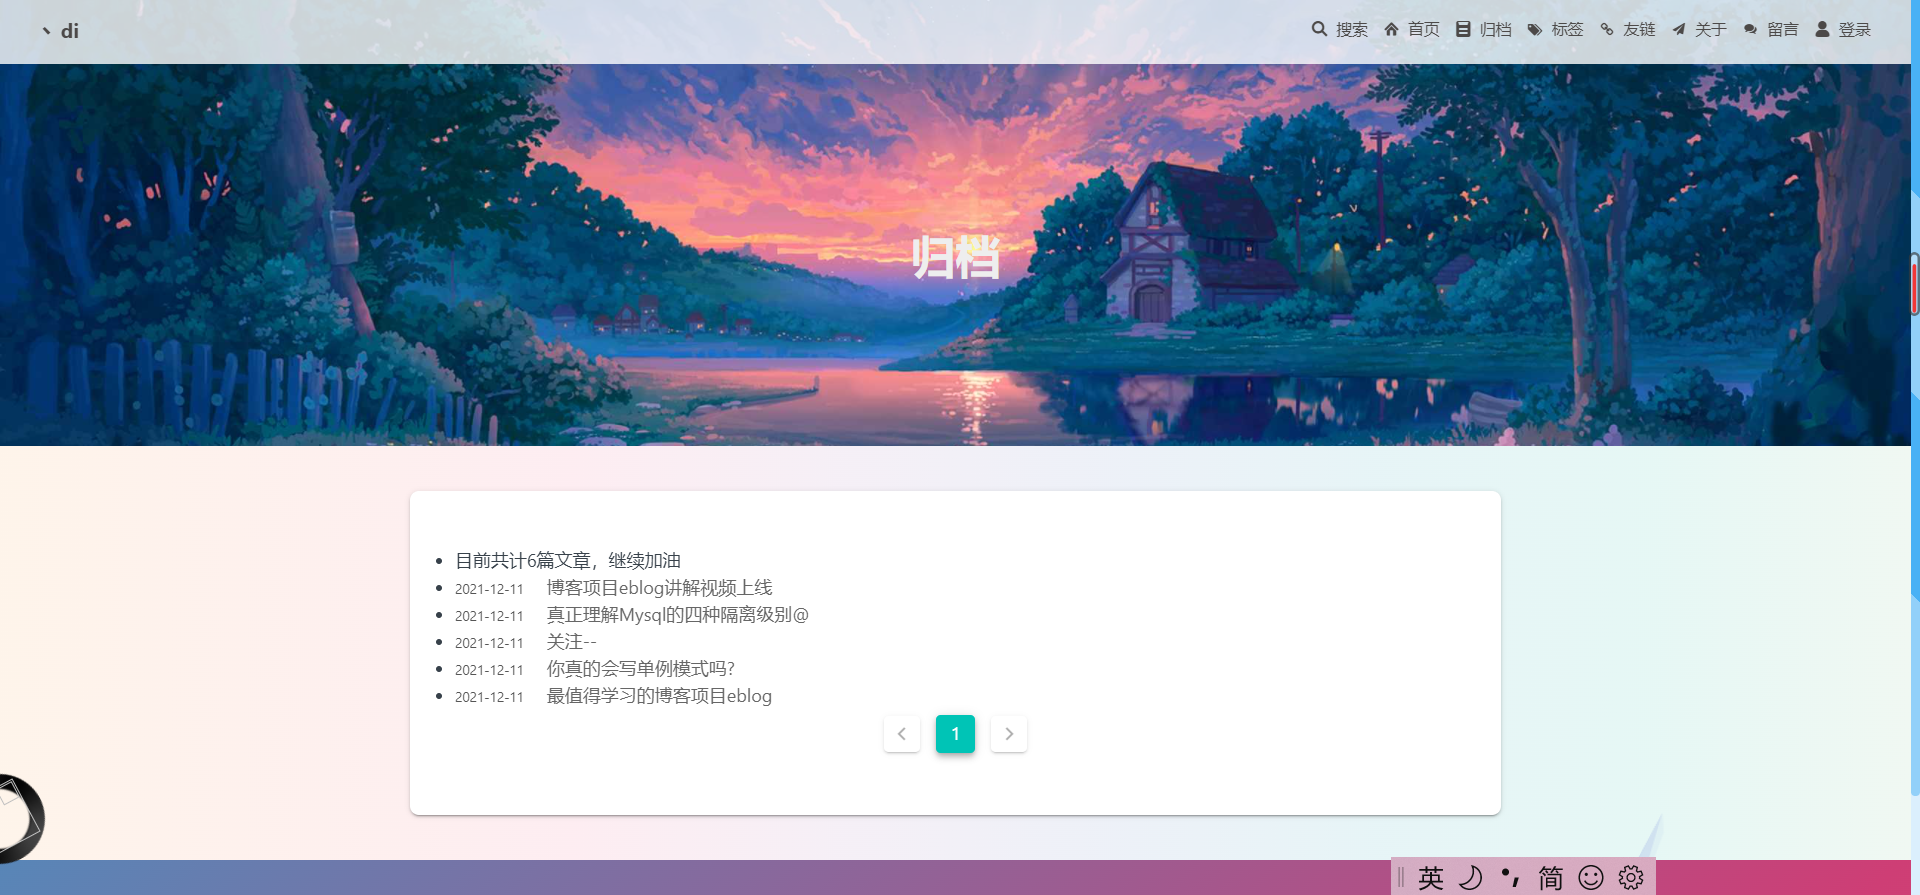 丶 di
搜索 首页 归档 标签 友链 关于 留言 登录
归档
目前共计6篇文章，继续加油
2021-12-11 博客项目eblog讲解视频上线
2021-12-11 真正理解Mysql的四种隔离级别@
2021-12-11 关注--
2021-12-11 你真的会写单例模式吗?
2021-12-11 最值得学习的博客项目eblog
1
英 简